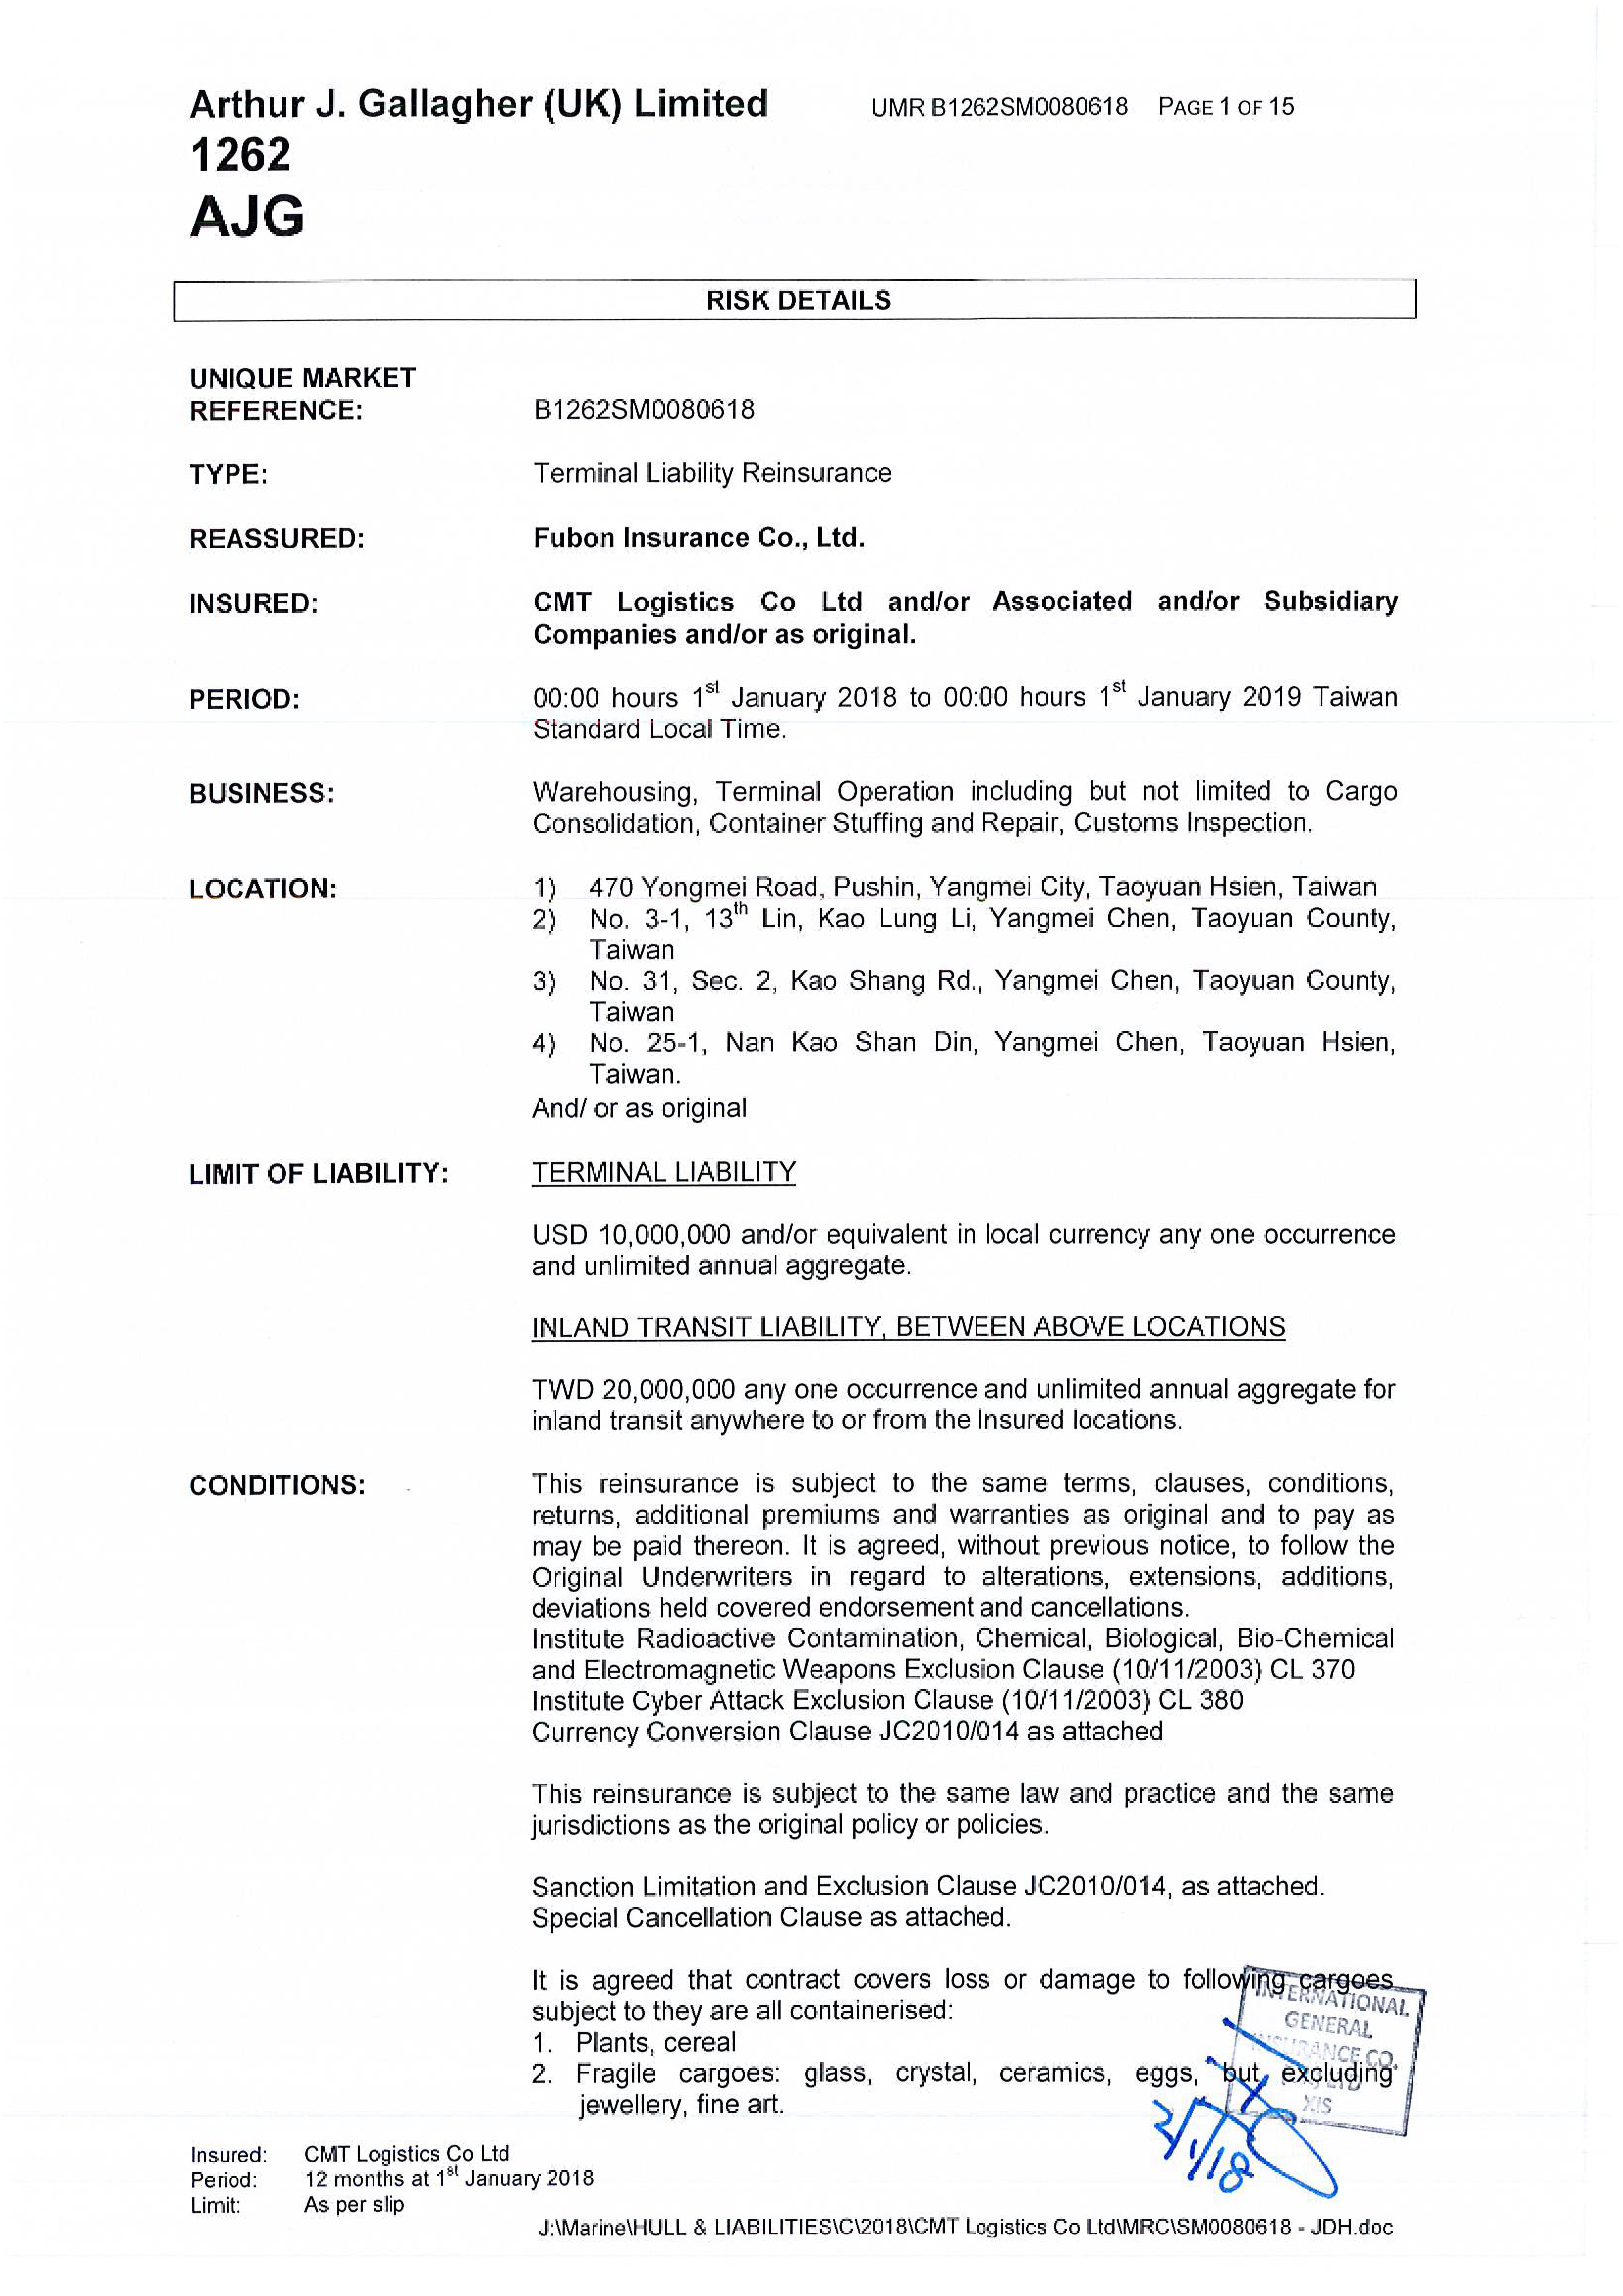 Arthur J. Gallagher (UK) Limited
UMR B1262SM0080618 PAGE 1 OF 15
1262
AJG
RISK DETAILS
UNIQUE MARKET
REFERENCE: B1262SM0080618
TYPE: Terminal Liability Reinsurance
REASSURED: Fubon Insurance Co., Ltd.
INSURED: CMT Logistics Co Ltd and/or Associated and/or Subsidiary
Companies and/or as original.
PERIOD: 00:00 hours 1st January 2018 to 00:00 hours 1st January 2019 Taiwan
Standard Local Time.
BUSINESS: Warehousing, Terminal Operation including but not limited to Cargo
Consolidation, Container Stuffing and Repair, Customs Inspection.
LOCATION: 1) 470 Yongmei Road, Pushin, Yangmei City, Taoyuan Hsien, Taiwan
2) No. 3-1, 13th Lin, Kao Lung Li, Yangmei Chen, Taoyuan County,
Taiwan
3) No. 31, Sec. 2, Kao Shang Rd., Yangmei Chen, Taoyuan County,
Taiwan
4) No. 25-1, Nan Kao Shan Din, Yangmei Chen, Taoyuan Hsien,
Taiwan.
And/ or as original
LIMIT OF LIABILITY: TERMINAL LIABILITY
USD 10,000,000 and/or equivalent in local currency any one occurrence
and unlimited annual aggregate.
INLAND TRANSIT LIABILITY, BETWEEN ABOVE LOCATIONS
TWD 20,000,000 any one occurrence and unlimited annual aggregate for
inland transit anywhere to or from the Insured locations.
CONDITIONS: This reinsurance is subject to the same terms, clauses, conditions,
returns, additional premiums and warranties as original and to pay as
may be paid thereon. It is agreed, without previous notice, to follow the
Original Underwriters in regard to alterations, extensions, additions,
deviations held covered endorsement and cancellations.
Institute Radioactive Contamination, Chemical, Biological, Bio-Chemical
and Electromagnetic Weapons Exclusion Clause (10/11/2003) CL 370
Institute Cyber Attack Exclusion Clause (10/11/2003) CL 380
Currency Conversion Clause JC2010/014 as attached
This reinsurance is subject to the same law and practice and the same
jurisdictions as the original policy or policies.
Sanction Limitation and Exclusion Clause JC2010/014, as attached.
Special Cancellation Clause as attached.
It is agreed that contract covers loss or damage to following cargoes
subject to they are all containerised:
1. Plants, cereal
2. Fragile cargoes: glass, crystal, ceramics, eggs, but excluding
jewellery, fine art.
INTERNATIONAL
GENERAL
INSURANCE CO.
LTD
XIS
2/1/18
Insured: CMT Logistics Co Ltd
Period: 12 months at 1st January 2018
Limit: As per slip
J:\Marine\HULL & LIABILITIES\C\2018\CMT Logistics Co Ltd\MRC\SM0080618 - JDH.doc